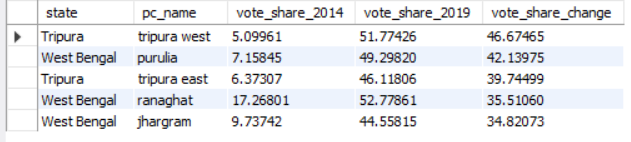 state pc_name vote_share_2014 vote_share_2019 vote_share_change
Tripura tripura west 5.09961 51.77426 46.67465
West Bengal purulia 7.15845 49.29820 42.13975
Tripura tripura east 6.37307 46.11806 39.74499
West Bengal ranaghat 17.26801 52.77861 35.51060
West Bengal jhargram 9.73742 44.55815 34.82073